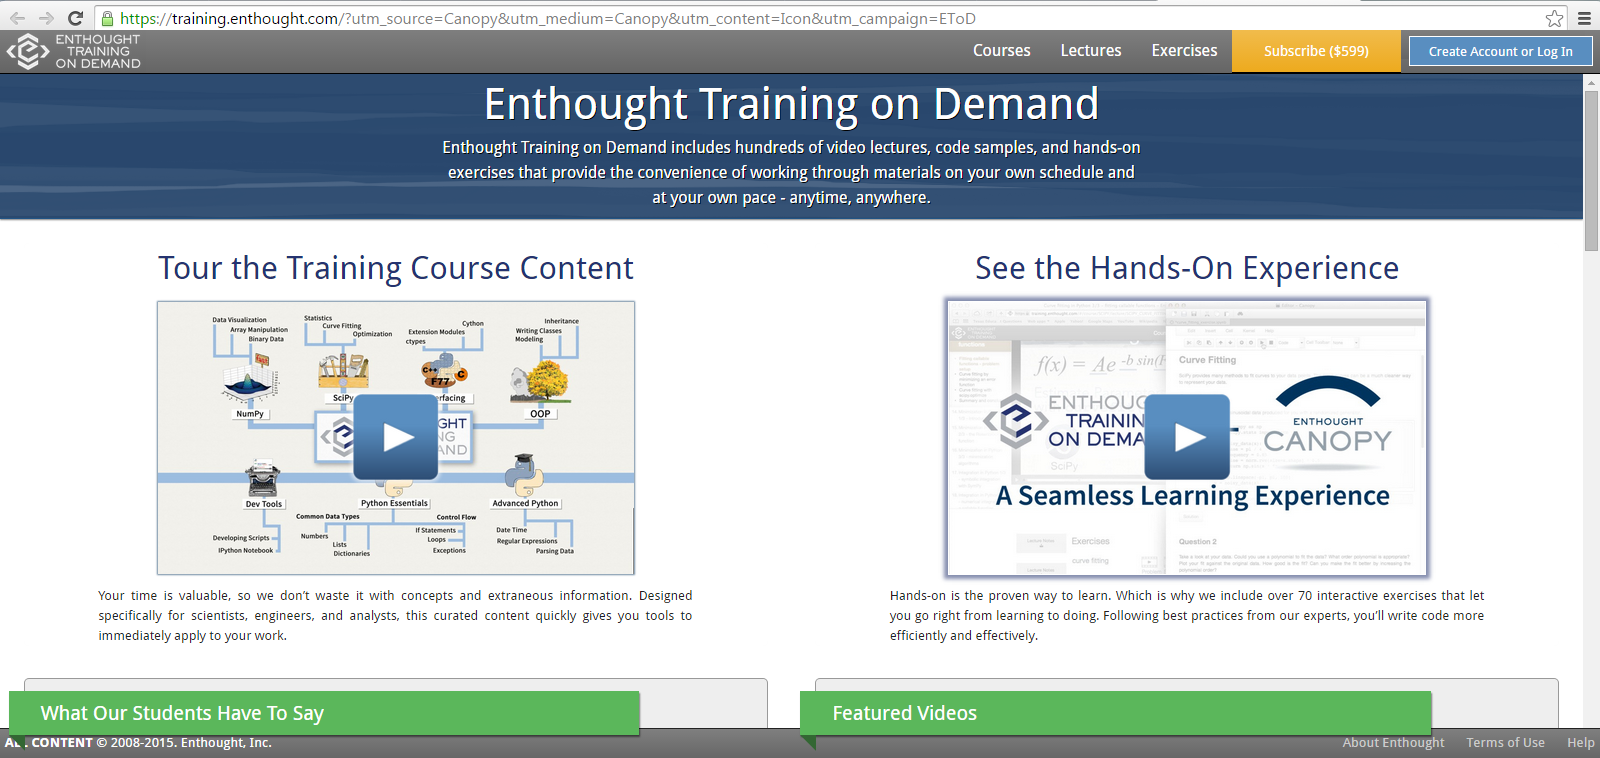 https://training.enthought.com/?utm_source=Canopy&utm_medium=Canopy&utm_content=Icon&utm_campaign=EToD
ENTHOUGHT
TRAINING
ON DEMAND
Courses
Lectures
Exercises
Subscribe ($599)
Create Account or Log In
Enthought Training on Demand
Enthought Training on Demand includes hundreds of video lectures, code samples, and hands-on
exercises that provide the convenience of working through materials on your own schedule and
at your own pace - anytime, anywhere.
Tour the Training Course Content
Data Visualization
Array Manipulation
Binary Data
Statistics
Curve Fitting
Optimization
Extension Modules
Cython
ctypes
Inheritance
Writing Classes
Modeling
C++
F77
C
NumPy
SciPy
erfacing
OOP
GHT
NG
AND
Dev Tools
Python Essentials
Advanced Python
Developing Scripts
IPython Notebook
Common Data Types
Numbers
Lists
Dictionaries
Control Flow
If Statements
Loops
Exceptions
Date Time
Regular Expressions
Parsing Data
Your time is valuable, so we don’t waste it with concepts and extraneous information. Designed
specifically for scientists, engineers, and analysts, this curated content quickly gives you tools to
immediately apply to your work.
See the Hands-On Experience
ENTHOUGHT
TRAINING
ON DEMAND
Curve Fitting
f(x) = Ae -b sin(
ENTHOUG
TRAININ
ON DEMA
SciPy
ENTHOUGHT
CANOPY
A Seamless Learning Experience
Exercises
curve fitting
Question 2
Hands-on is the proven way to learn. Which is why we include over 70 interactive exercises that let
you go right from learning to doing. Following best practices from our experts, you’ll write code more
efficiently and effectively.
What Our Students Have To Say
Featured Videos
CONTENT © 2008-2015. Enthought, Inc.
About Enthought
Terms of Use
Help